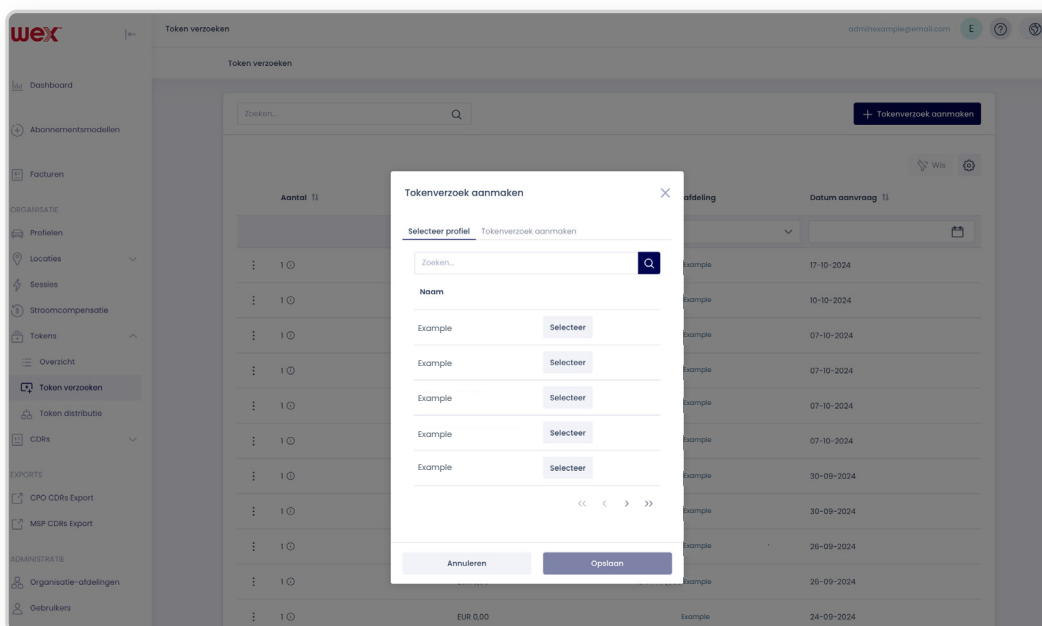 wex
Token verzoeken
adminexample@email.com
E
Token verzoeken
Dashboard
Abonnementsmodellen
Facturen
ORGANISATIE
Profielen
Locaties
Sessies
Stroomcompensatie
Tokens
Overzicht
Token verzoeken
Token distributie
CDRs
EXPORTS
CPO CDRs Export
MSP CDRs Export
ADMINISTRATIE
Organisatie-afdelingen
Gebruikers
Zoeken...
+ Tokenverzoek aanmaken
Wis
Aantal
afdeling
Datum aanvraag
1 Example 17-10-2024
1 Example 10-10-2024
1 Example 07-10-2024
1 Example 07-10-2024
1 Example 07-10-2024
1 Example 07-10-2024
1 Example 30-09-2024
1 Example 30-09-2024
1 Example 26-09-2024
1 Example 26-09-2024
1 EUR 0,00 Example 24-09-2024
Tokenverzoek aanmaken
Selecteer profiel Tokenverzoek aanmaken
Zoeken...
Naam
Example Selecteer
Example Selecteer
Example Selecteer
Example Selecteer
Example Selecteer
<< < > >>
Annuleren Opslaan